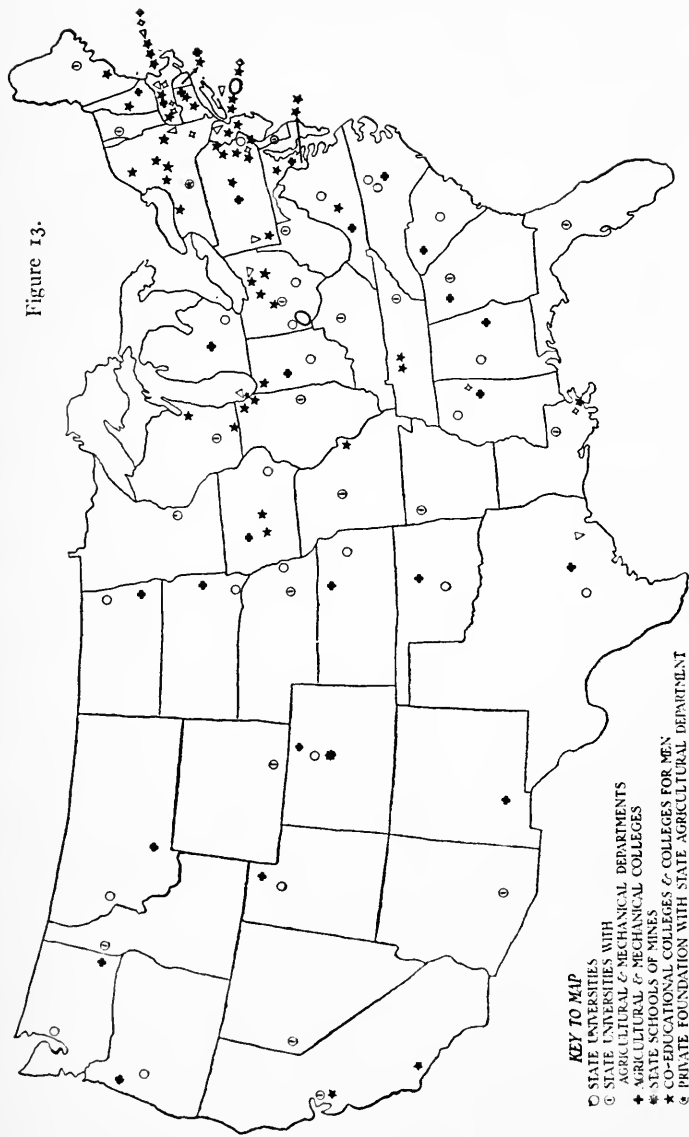 Figure 13.
KEY TO MAP
STATE UNIVERSITIES
STATE UNIVERSITIES WITH
AGRICULTURAL & MECHANICAL DEPARTMENTS
AGRICULTURAL & MECHANICAL COLLEGES
STATE SCHOOLS OF MINES
CO-EDUCATIONAL COLLEGES & COLLEGES FOR MEN
PRIVATE FOUNDATION WITH STATE AGRICULTURAL DEPARTMENT